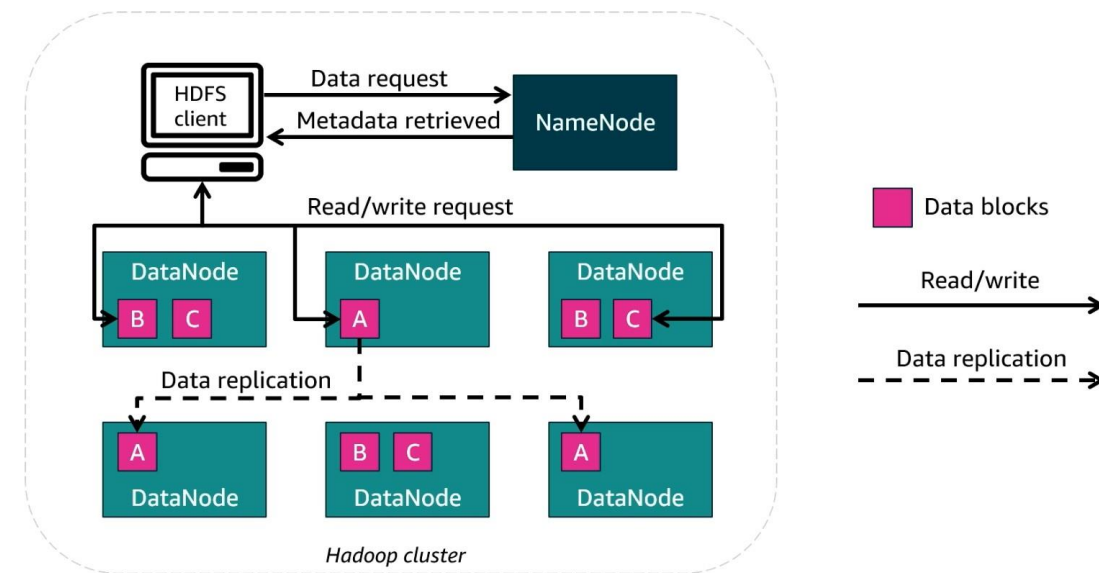 HDFS
client
Data request
Metadata retrieved
NameNode
Read/write request
DataNode
B C
DataNode
A
DataNode
B C
Data replication
A
DataNode
B C
DataNode
A
DataNode
Hadoop cluster
Data blocks
Read/write
Data replication